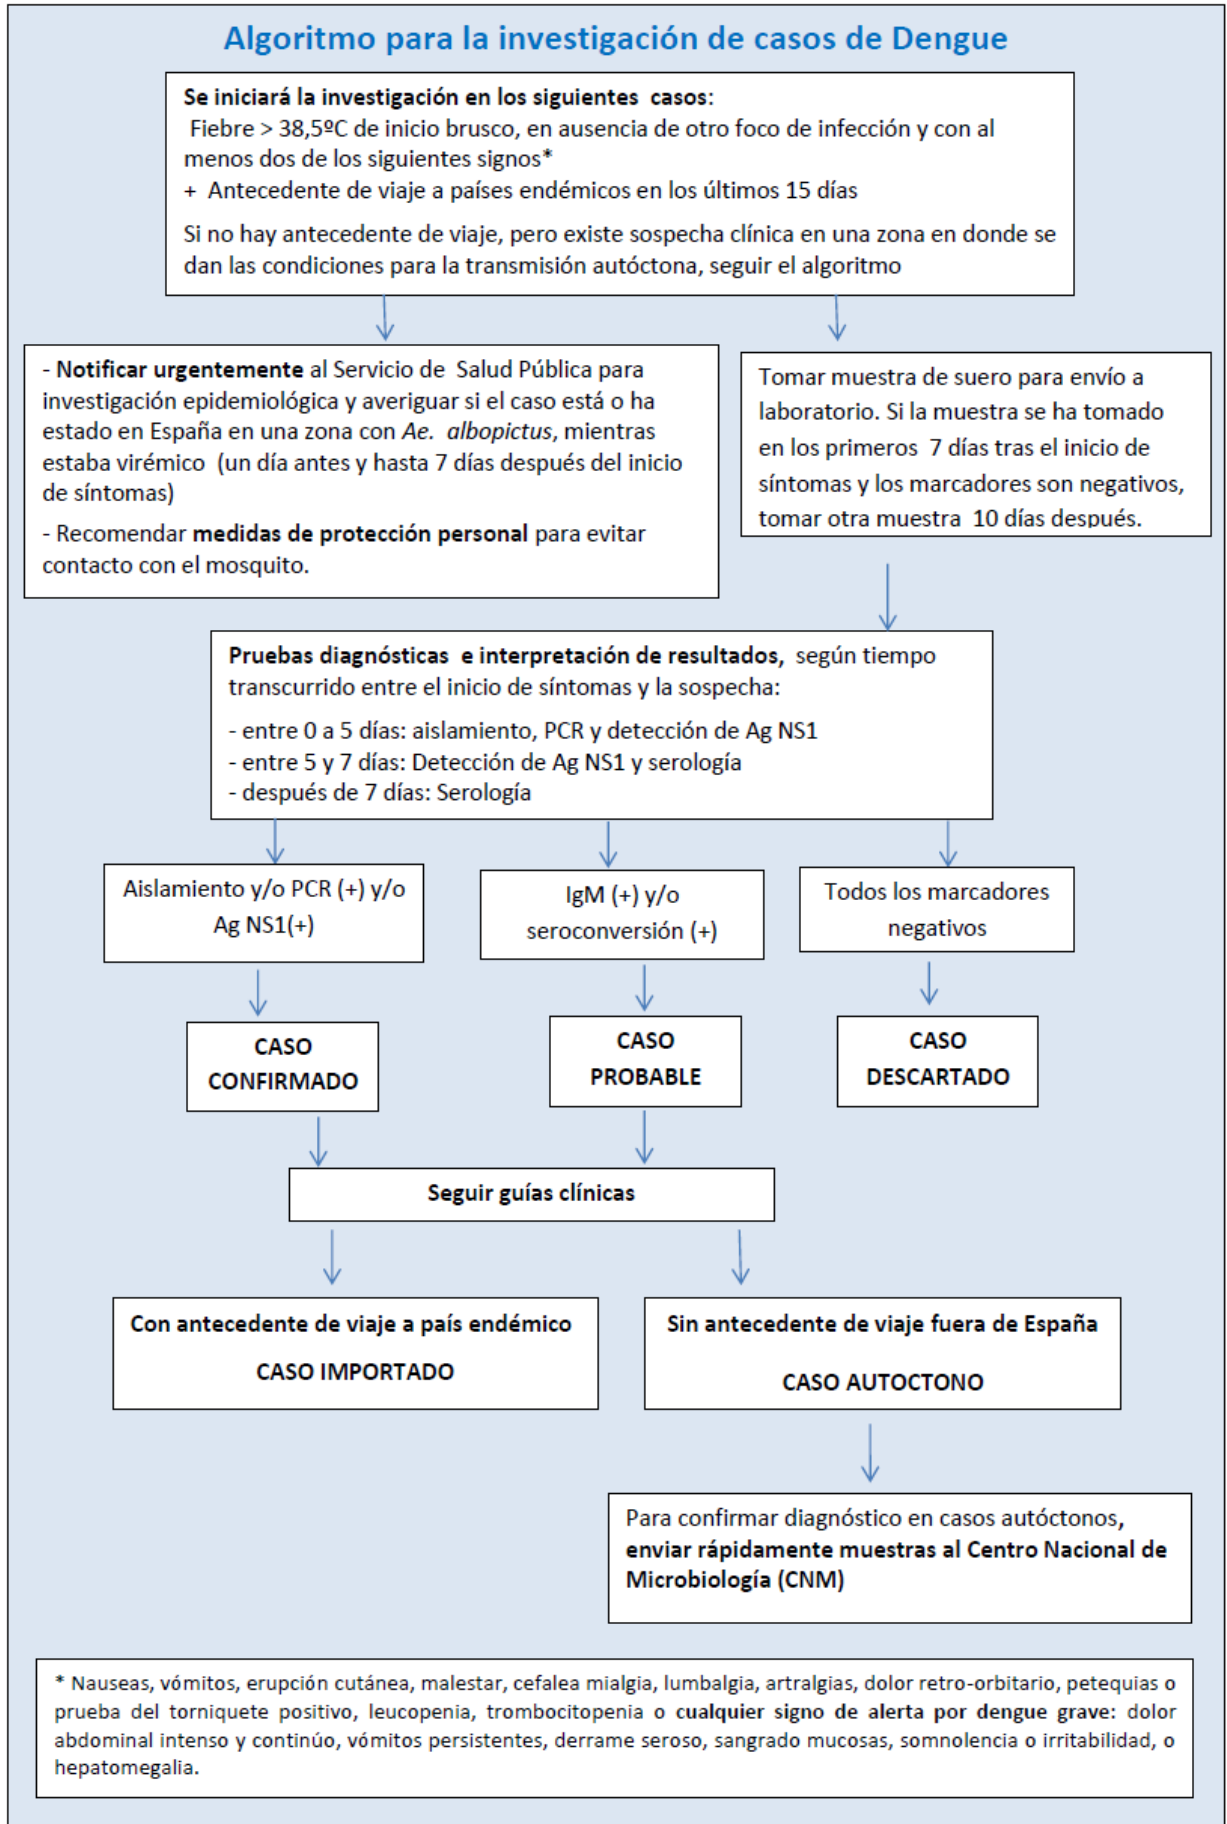 Algoritmo para la investigación de casos de Dengue
Se iniciará la investigación en los siguientes casos:
Fiebre > 38,5ºC de inicio brusco, en ausencia de otro foco de infección y con al
menos dos de los siguientes signos*
+ Antecedente de viaje a países endémicos en los últimos 15 días
Si no hay antecedente de viaje, pero existe sospecha clínica en una zona en donde se
dan las condiciones para la transmisión autóctona, seguir el algoritmo
- Notificar urgentemente al Servicio de Salud Pública para
investigación epidemiológica y averiguar si el caso está o ha
estado en España en una zona con Ae. albopictus, mientras
estaba virémico (un día antes y hasta 7 días después del inicio
de síntomas)
- Recomendar medidas de protección personal para evitar
contacto con el mosquito.
Tomar muestra de suero para envío a
laboratorio. Si la muestra se ha tomado
en los primeros 7 días tras el inicio de
síntomas y los marcadores son negativos,
tomar otra muestra 10 días después.
Pruebas diagnósticas e interpretación de resultados, según tiempo
transcurrido entre el inicio de síntomas y la sospecha:
- entre 0 a 5 días: aislamiento, PCR y detección de Ag NS1
- entre 5 y 7 días: Detección de Ag NS1 y serología
- después de 7 días: Serología
Aislamiento y/o PCR (+) y/o
Ag NS1(+)
IgM (+) y/o
seroconversión (+)
Todos los marcadores
negativos
CASO
CONFIRMADO
CASO
PROBABLE
CASO
DESCARTADO
Seguir guías clínicas
Con antecedente de viaje a país endémico
CASO IMPORTADO
Sin antecedente de viaje fuera de España
CASO AUTOCTONO
Para confirmar diagnóstico en casos autóctonos,
enviar rápidamente muestras al Centro Nacional de
Microbiología (CNM)
* Nauseas, vómitos, erupción cutánea, malestar, cefalea mialgia, lumbalgia, artralgias, dolor retro-orbitario, petequias o
prueba del torniquete positivo, leucopenia, trombocitopenia o cualquier signo de alerta por dengue grave: dolor
abdominal intenso y continúo, vómitos persistentes, derrame seroso, sangrado mucosas, somnolencia o irritabilidad, o
hepatomegalia.